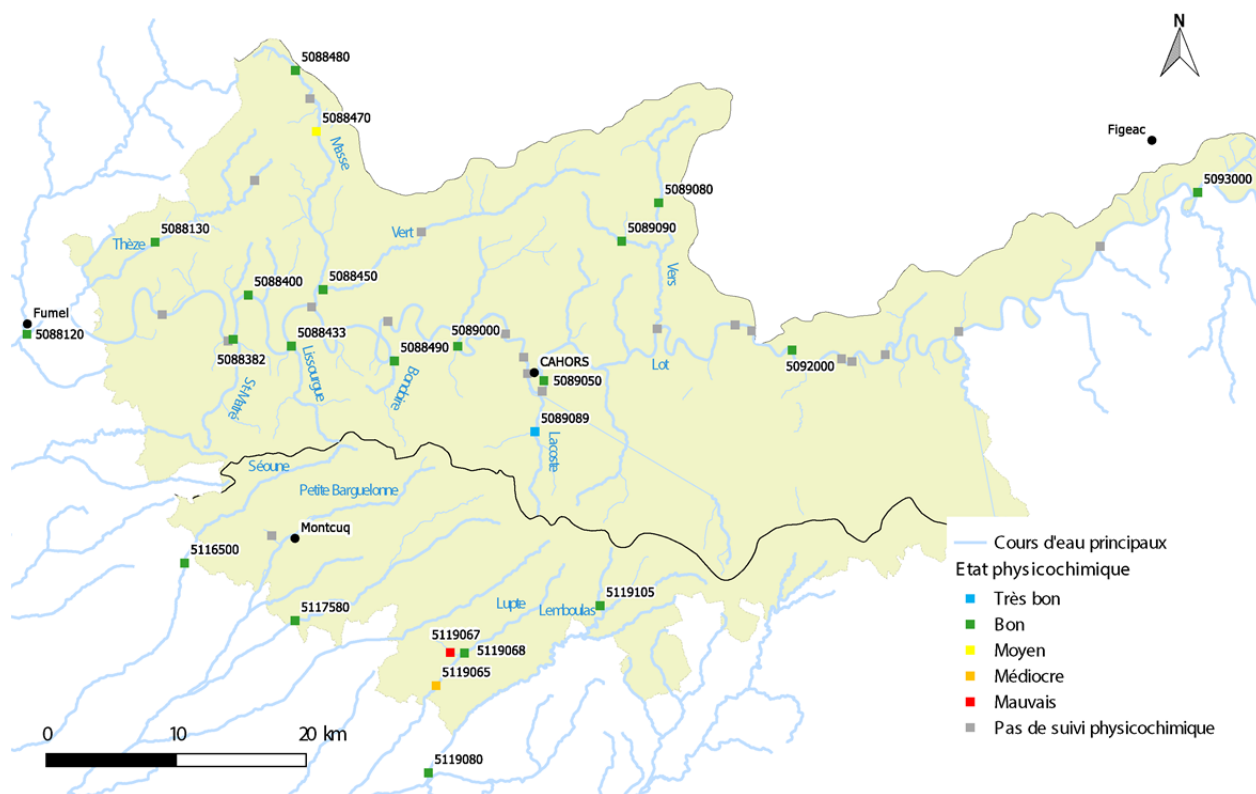 N
5088480
5088470
Masse
Figeac
5093000
5089080
5088130
Thèze
Vert
5089090
Vers
5088400
5088450
Fumel
5088120
5088433
5089000
5088382
5088490
CAHORS
Lot
5092000
5089050
St-Matré
Lissourgue
Bondoire
5089089
Lacoste
Séoune
Petite Barguelonne
Montcuq
5116500
Cours d'eau principaux
Etat physicochimique
Très bon
Bon
Moyen
Médiocre
Mauvais
Pas de suivi physicochimique
5117580
Lupte
Lemboulas
5119105
5119067
5119068
5119065
0 10 20 km
5119080